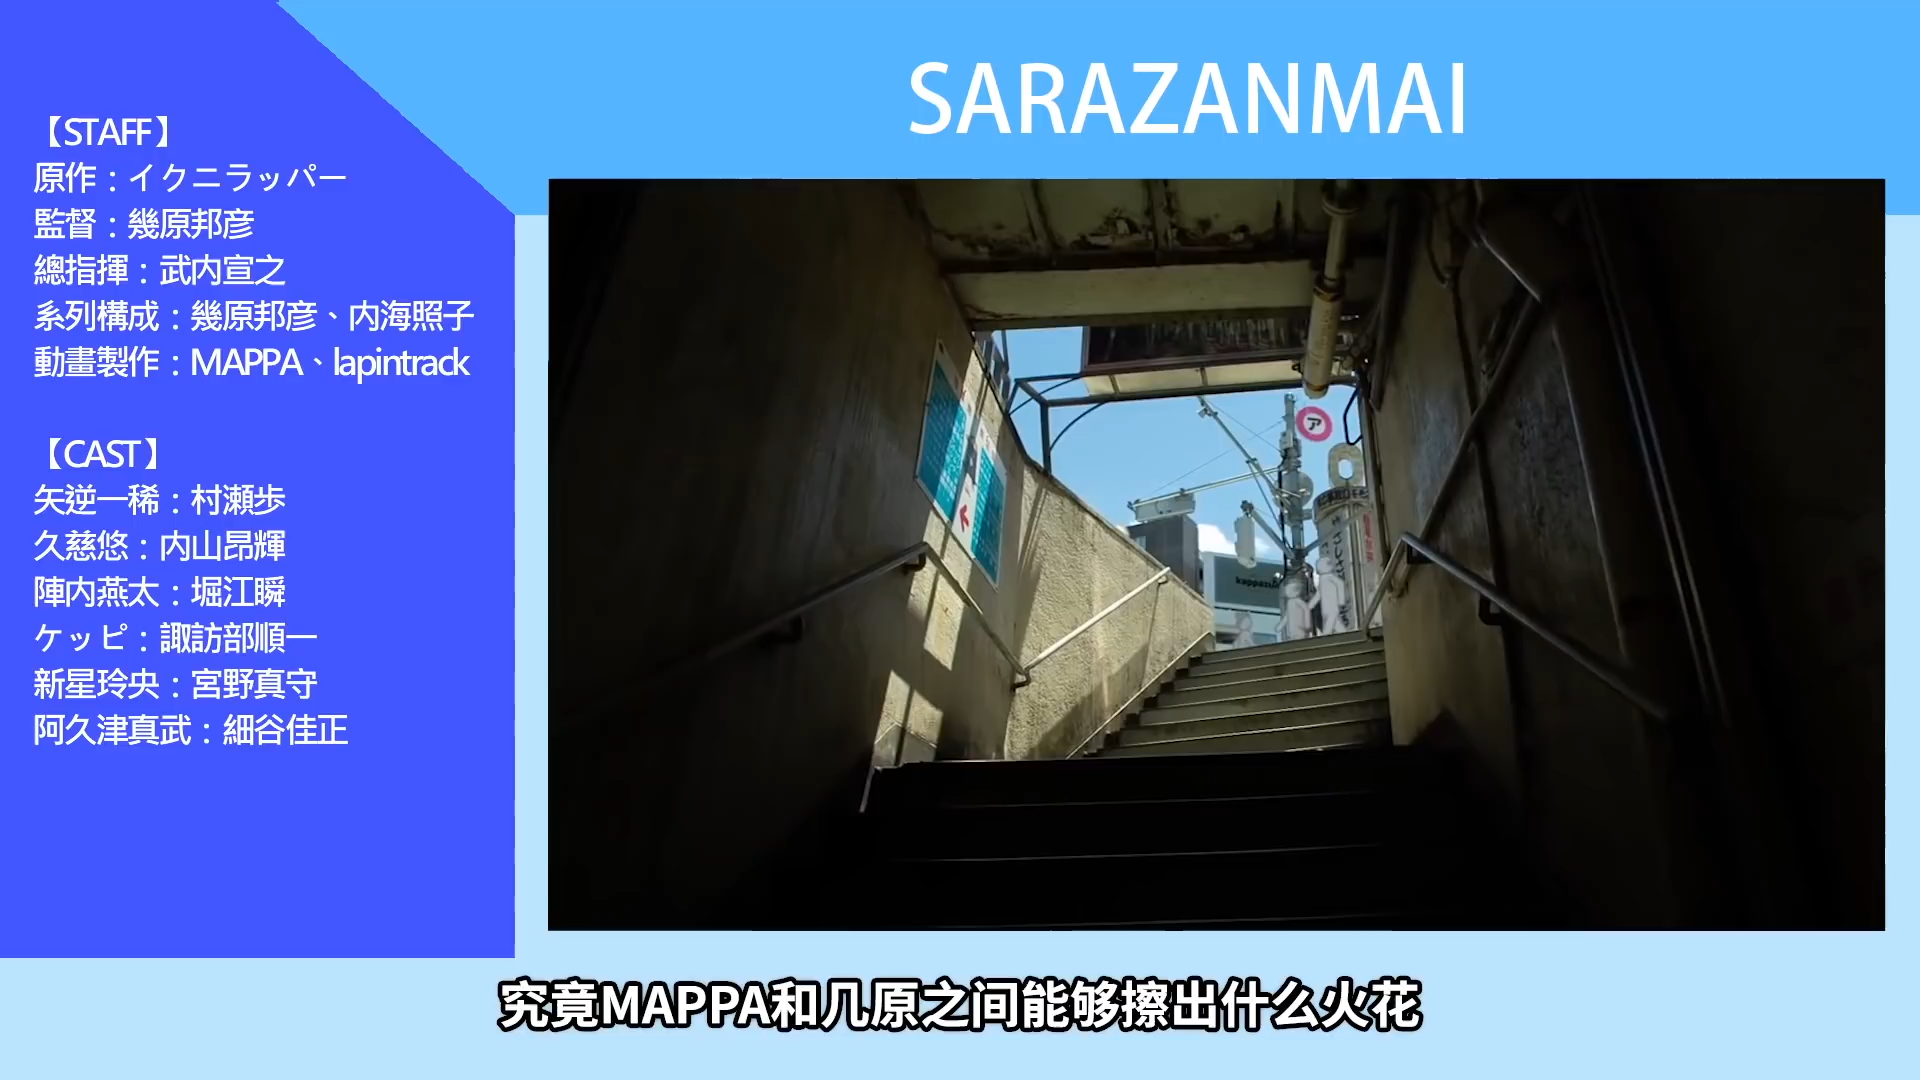 SARAZANMAI
【STAFF】
原作：イクニラッパー
監督：幾原邦彦
總指揮：武内宣之
系列構成：幾原邦彦、内海照子
動畫製作：MAPPA、lapintrack
【CAST】
矢逆一稀：村瀬歩
久慈悠：内山昂輝
陣内燕太：堀江瞬
ケッピ：諏訪部順一
新星玲央：宮野真守
阿久津真武：細谷佳正
ア
究竟MAPPA和几原之间能够擦出什么火花